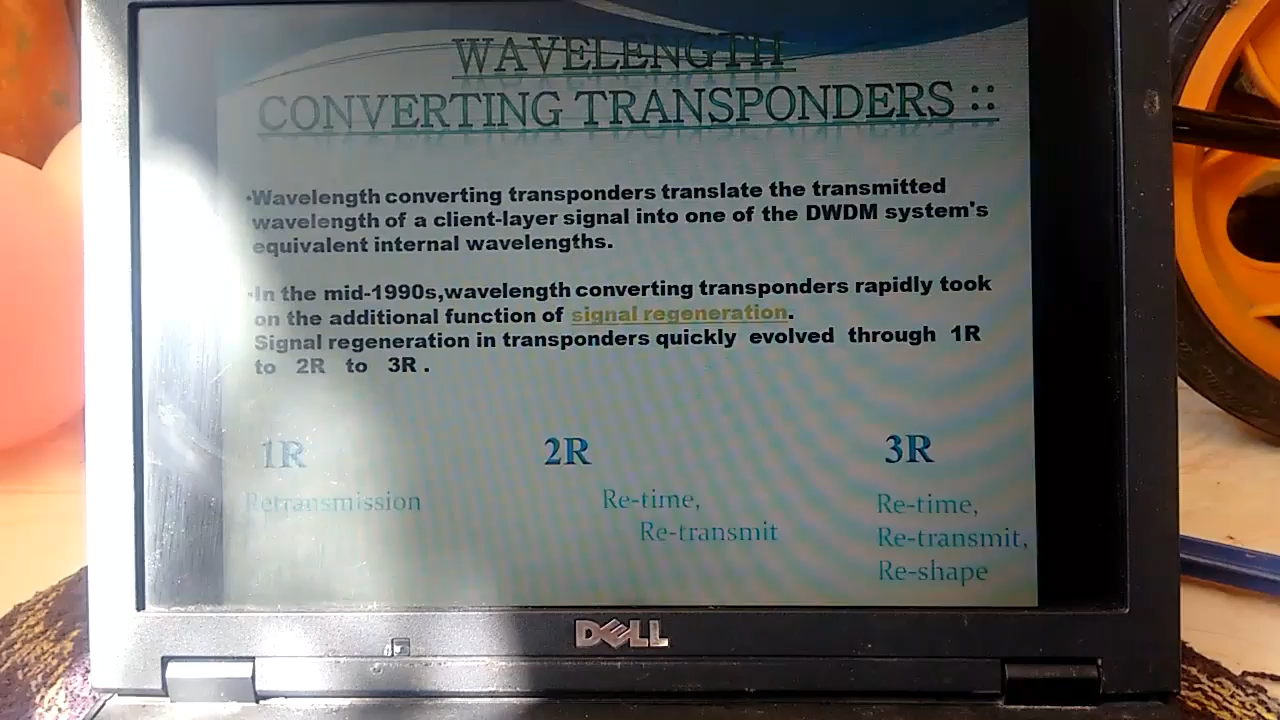 WAVELENGTH
CONVERTING TRANSPONDERS ::
•Wavelength converting transponders translate the transmitted
wavelength of a client-layer signal into one of the DWDM system's
equivalent internal wavelengths.
•In the mid-1990s,wavelength converting transponders rapidly took
on the additional function of signal regeneration.
Signal regeneration in transponders quickly evolved through 1R
to 2R to 3R .
1R 2R 3R
Retransmission Re-time, Re-time,
Re-transmit Re-transmit,
Re-shape
DELL